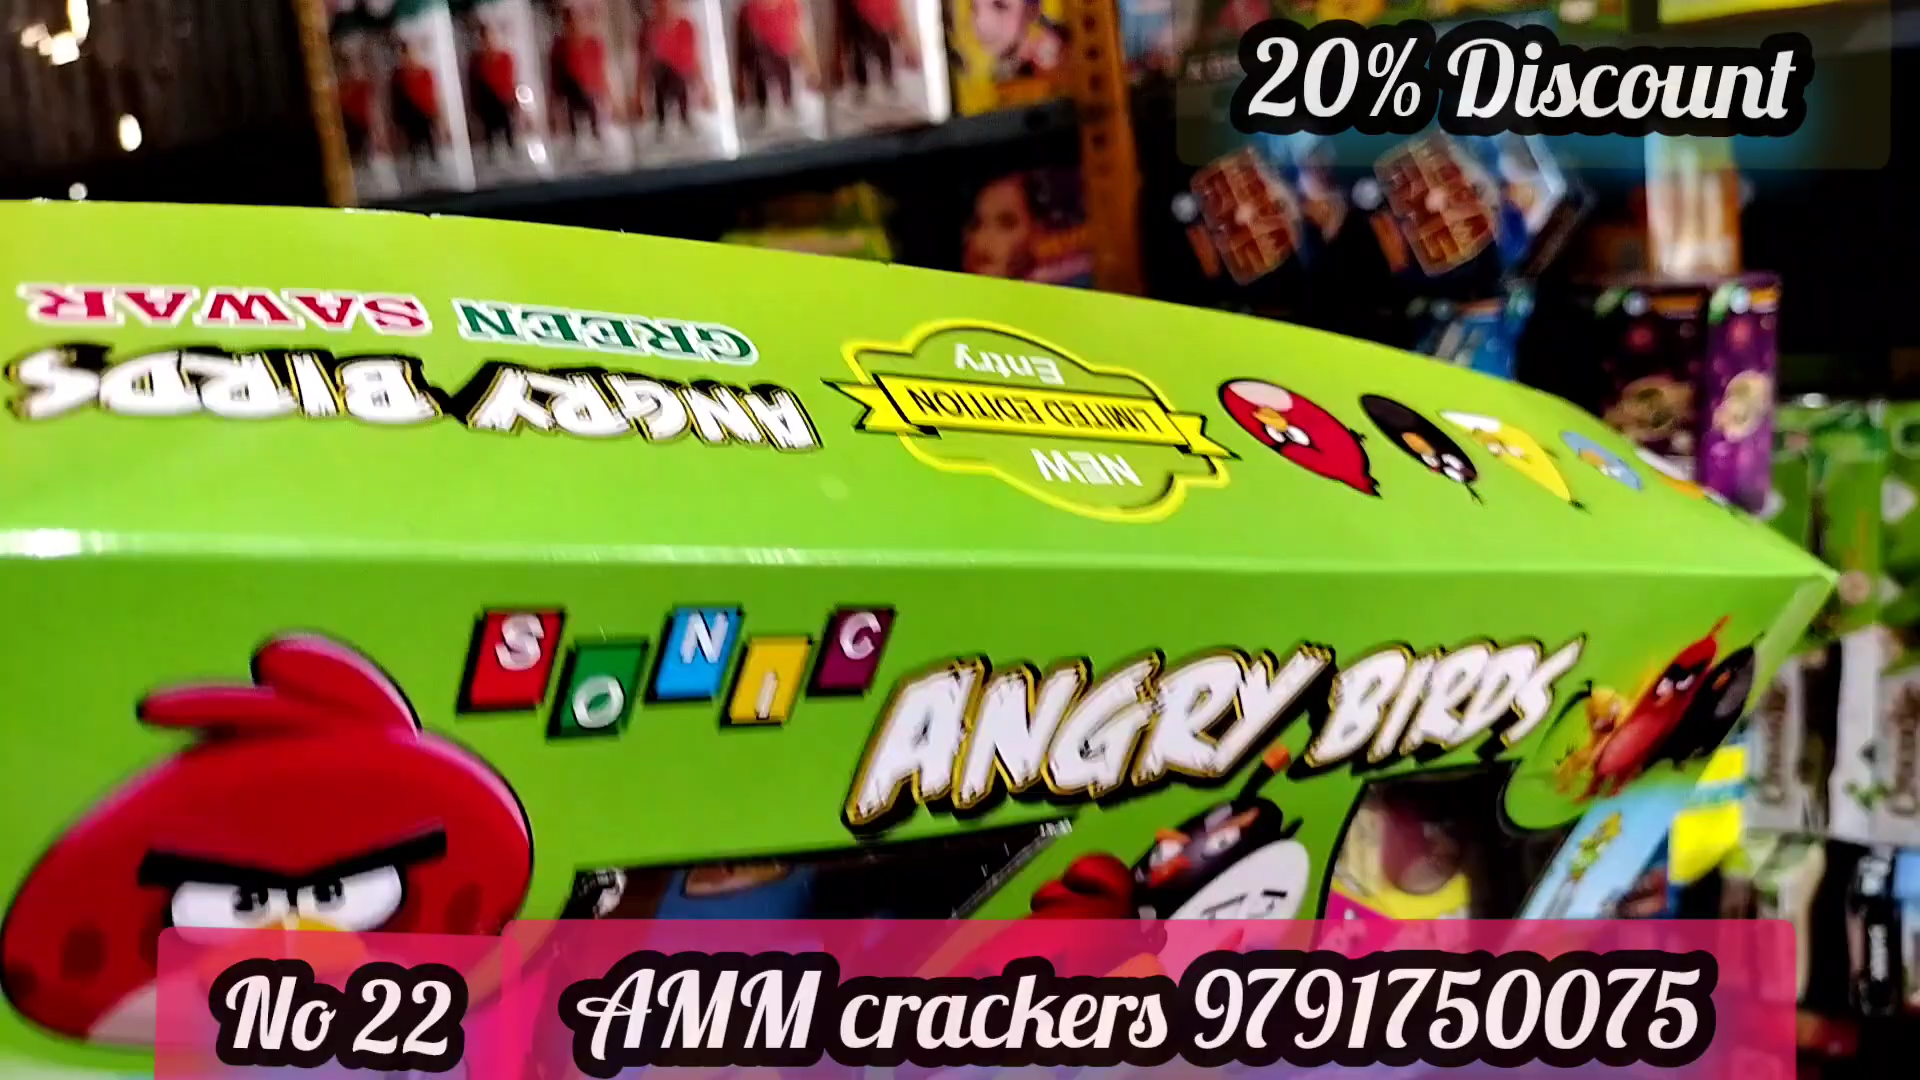 20% Discount
GREEN SAWAR
ANGRY BIRDS
NEW
LIMITED EDITION
Entry
SONIC
ANGRY BIRDS
No 22
AMM crackers 9791750075